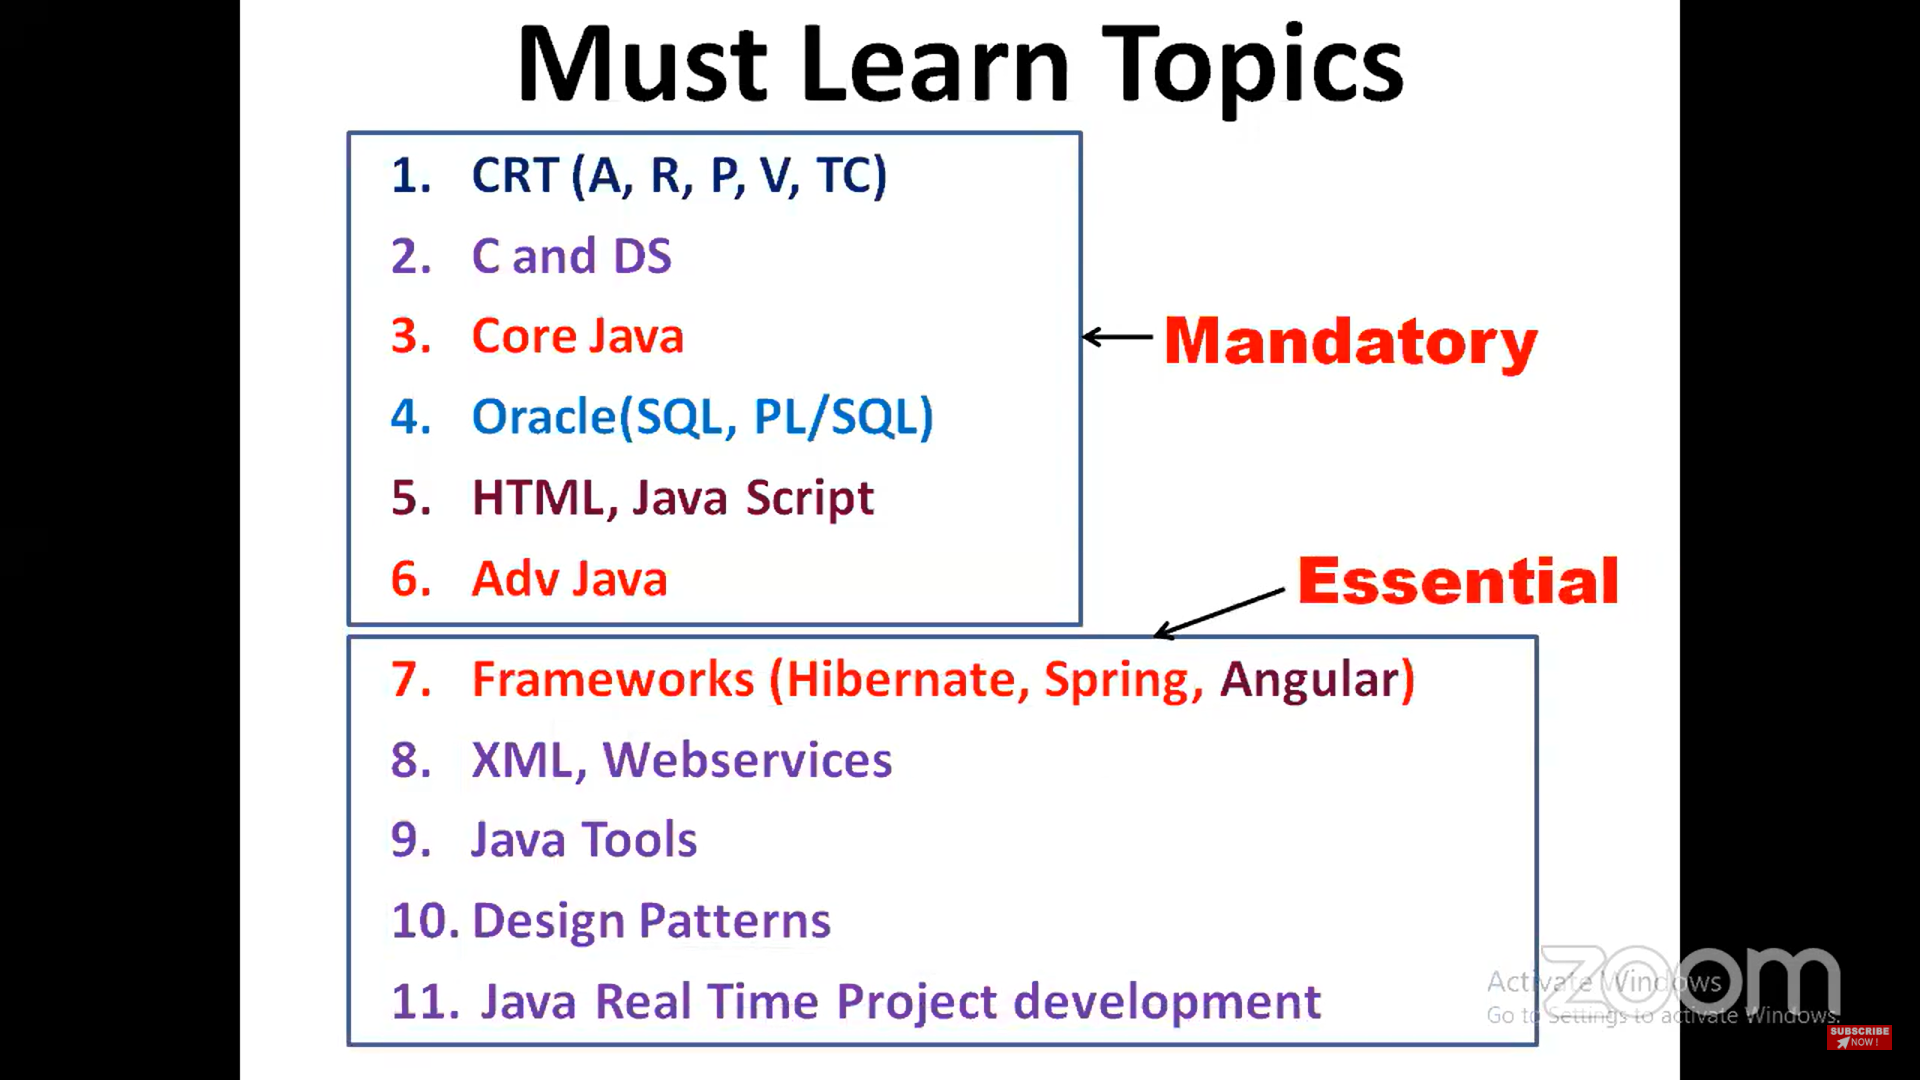 Must Learn Topics
1. CRT (A, R, P, V, TC)
2. C and DS
3. Core Java
4. Oracle(SQL, PL/SQL)
5. HTML, Java Script
6. Adv Java
Mandatory
Essential
7. Frameworks (Hibernate, Spring, Angular)
8. XML, Webservices
9. Java Tools
10. Design Patterns
11. Java Real Time Project development
zoom
Activate Windows
Go to Settings to activate Windows.
SUBSCRIBE
NOW !